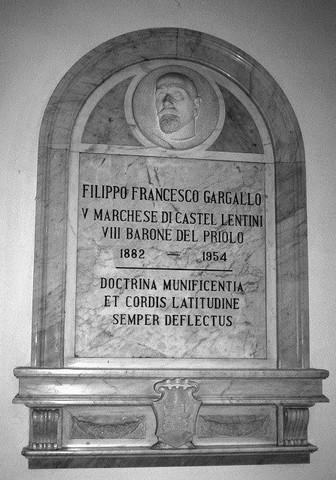 FILIPPO FRANCESCO GARGALLO
V MARCHESE DI CASTEL LENTINI
VIII BARONE DEL PRIOLO
1882 — 1954
DOCTRINA MUNIFICENTIA
ET CORDIS LATITUDINE
SEMPER DEFLECTUS